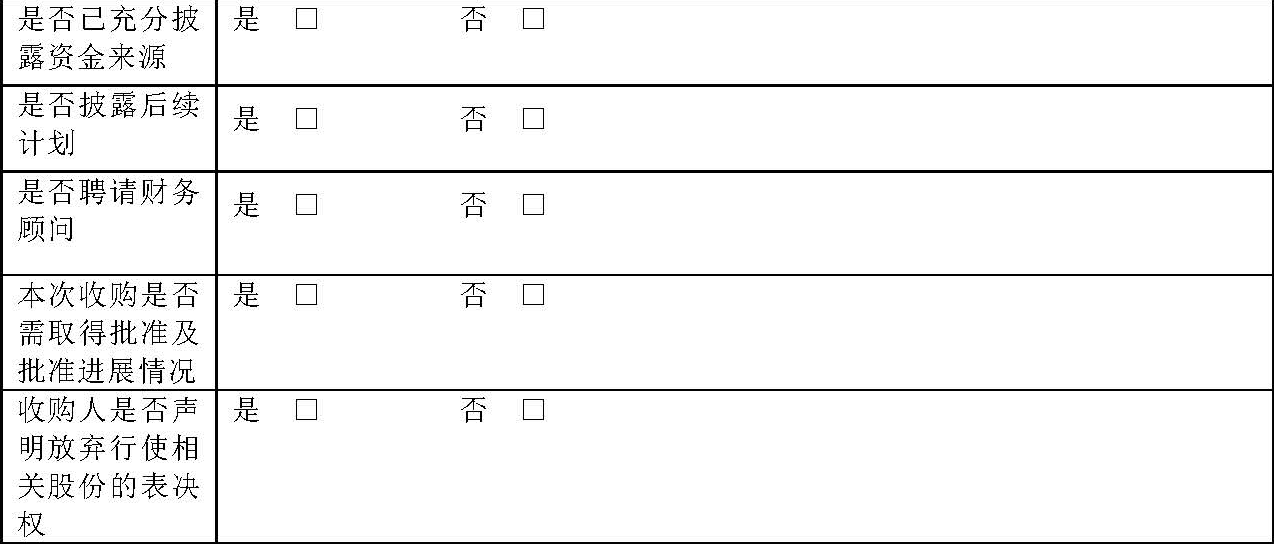 是否已充分披 是 □ 否 □
露资金来源
是否披露后续 是 □ 否 □
计划
是否聘请财务 是 □ 否 □
顾问
本次收购是否 是 □ 否 □
需取得批准及
批准进展情况
收购人是否声 是 □ 否 □
明放弃行使相
关股份的表决
权